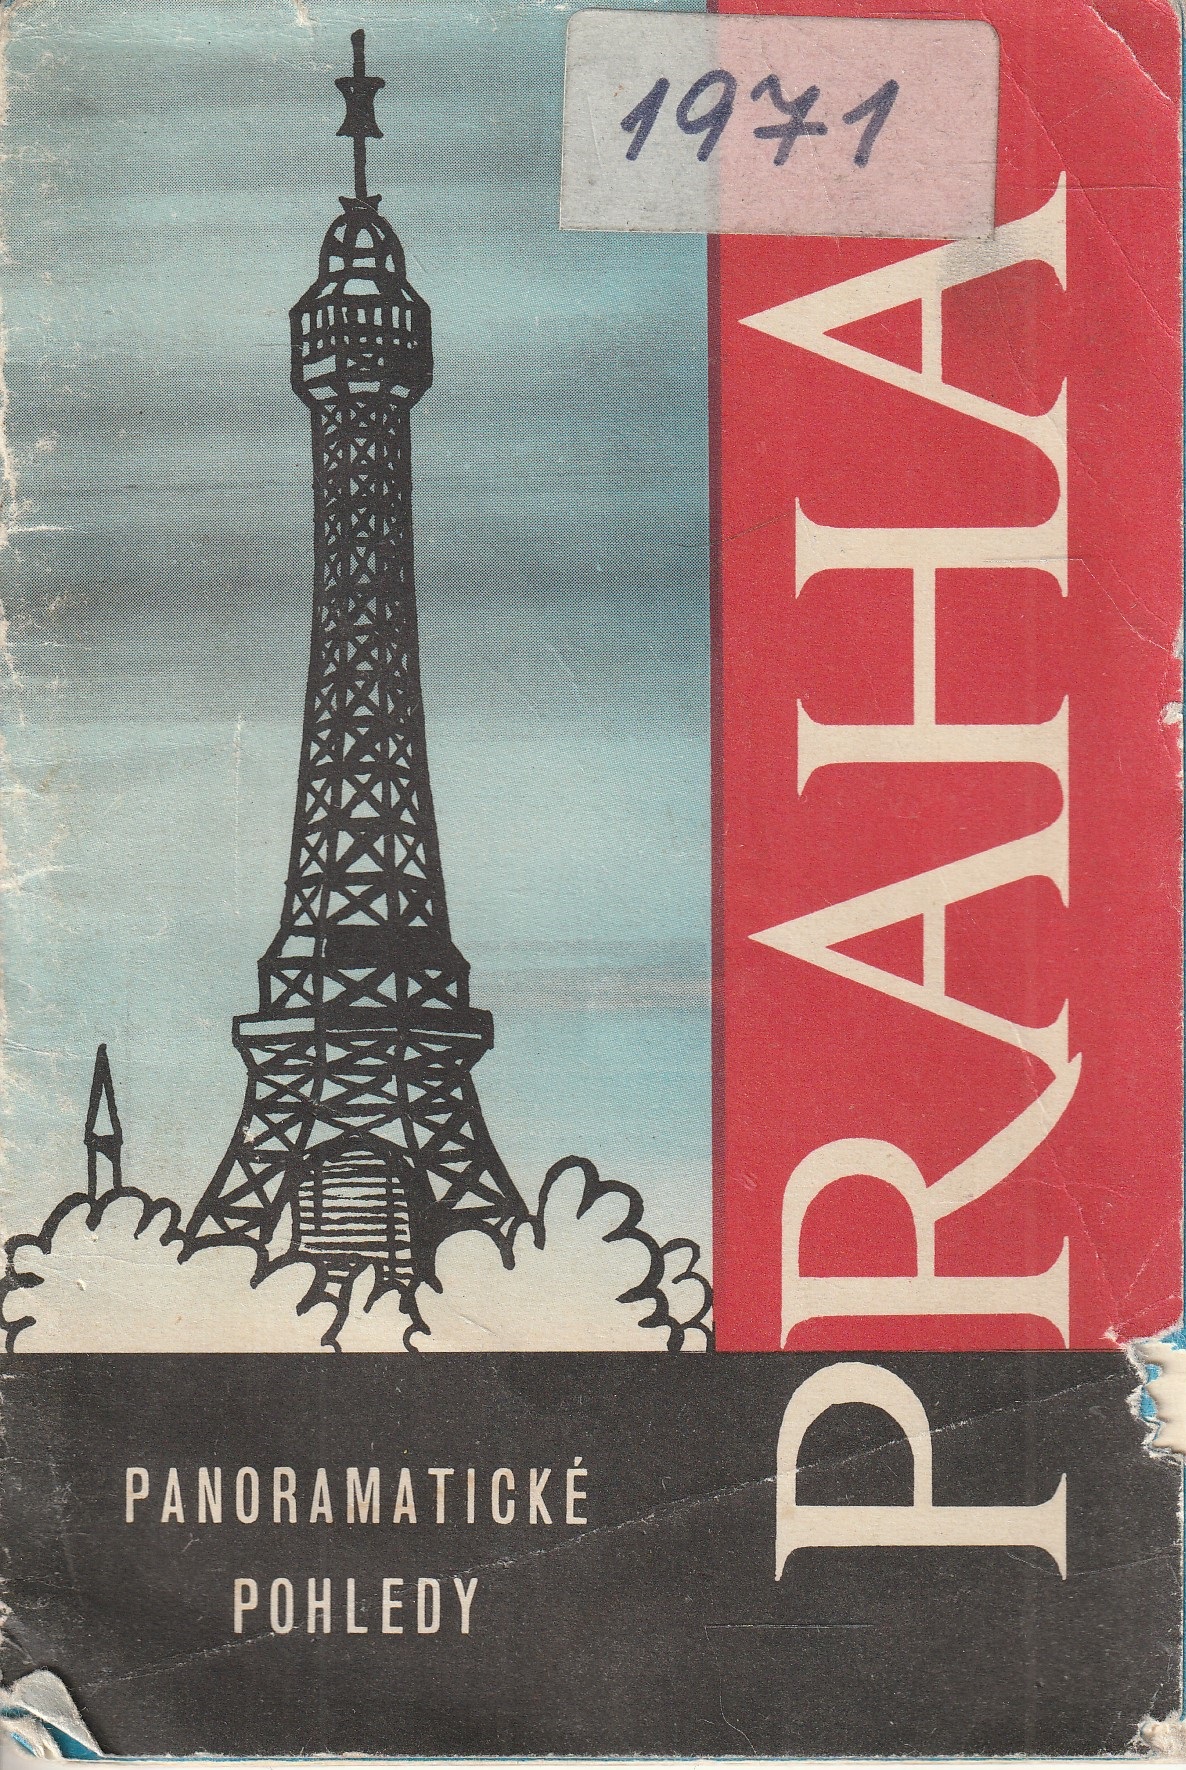 1971
PRAHA
PANORAMATICKÉ
POHLEDY